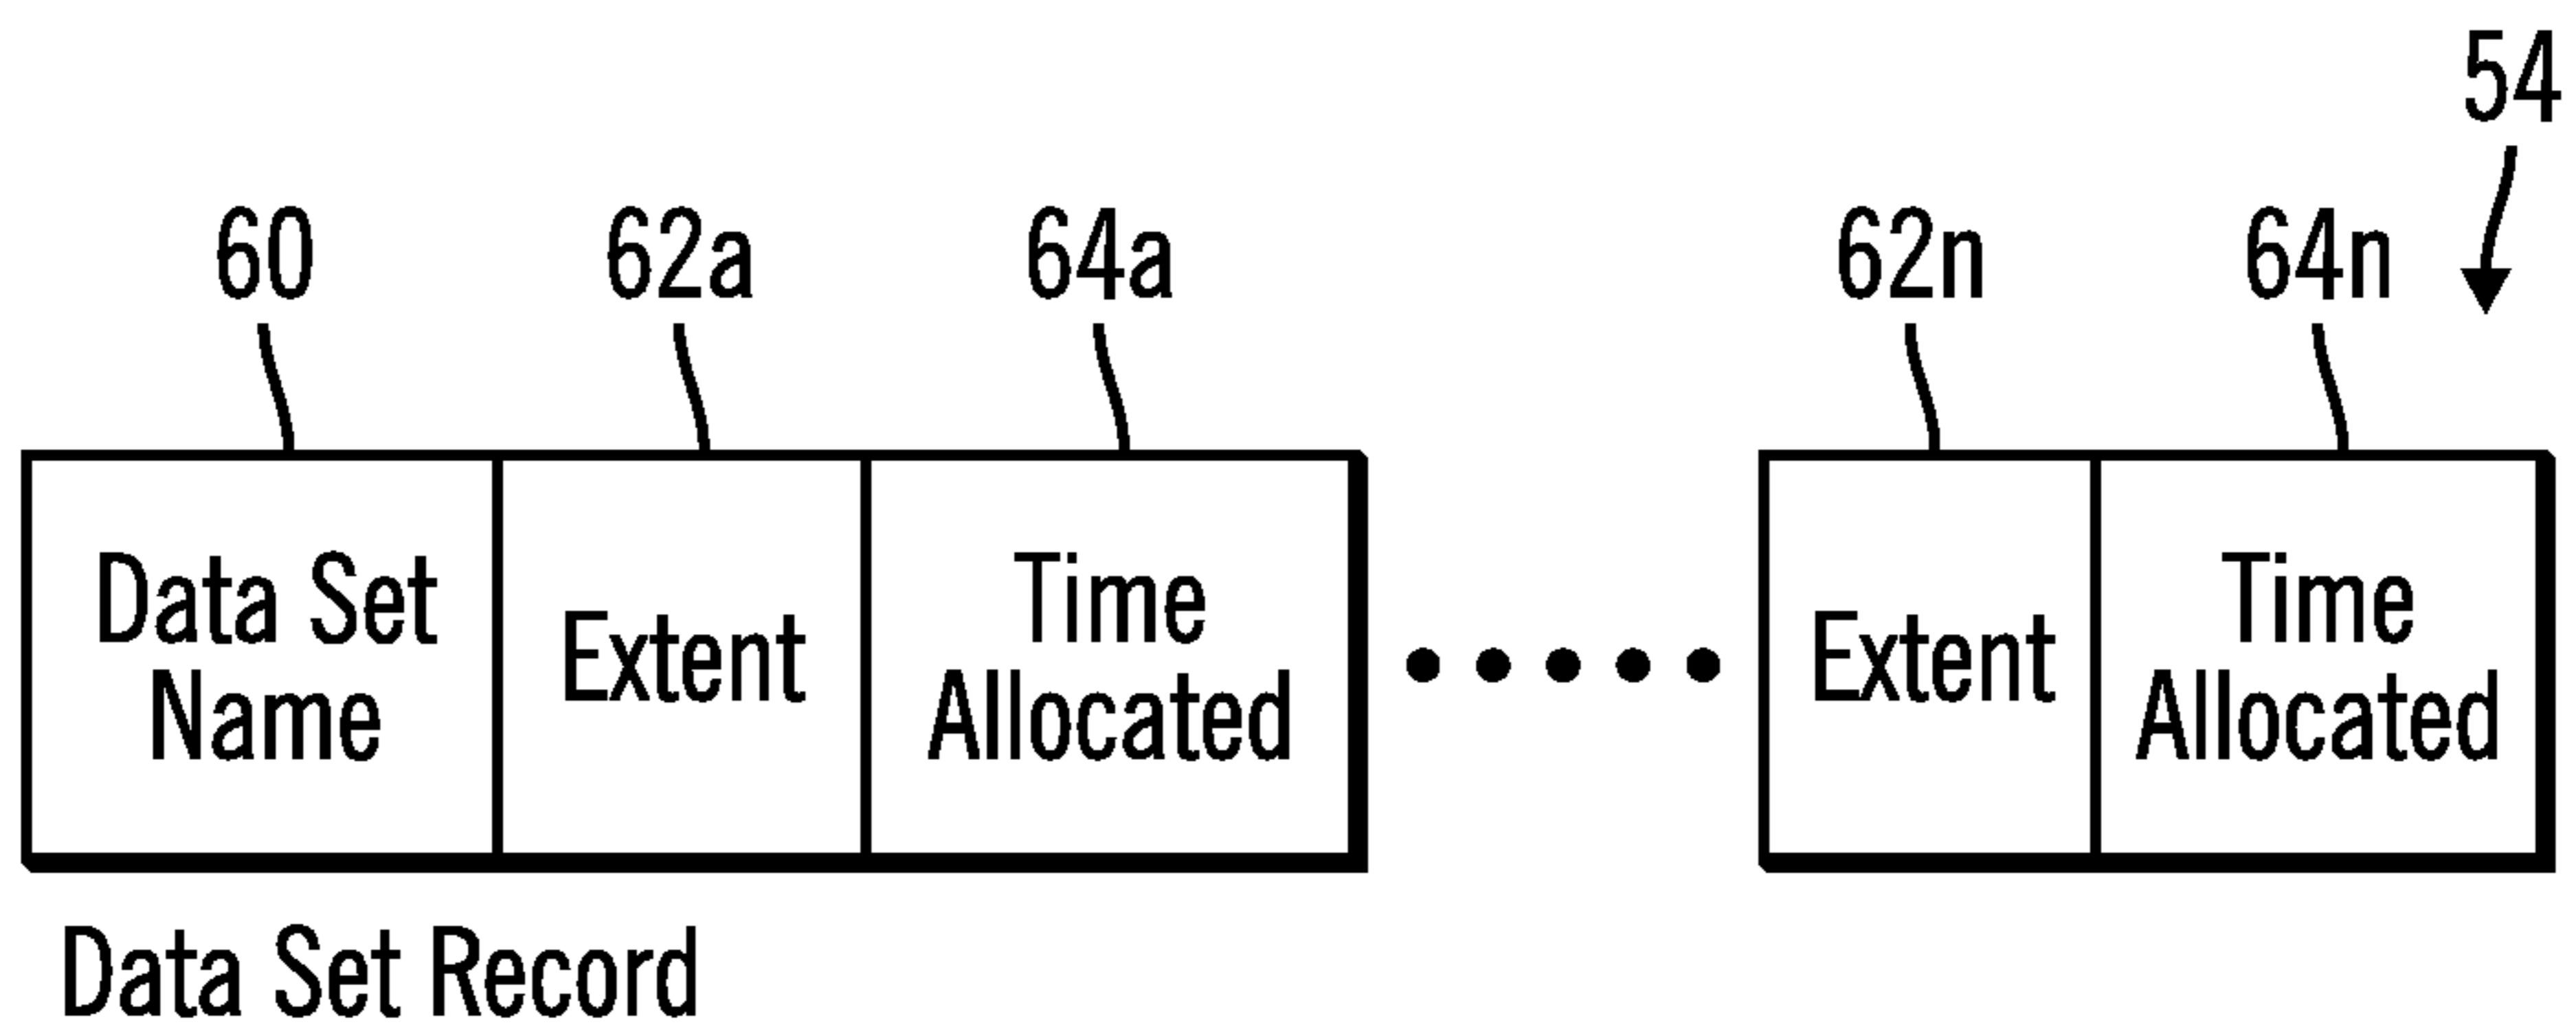 54
60 62a 64a 62n 64n
Data Set
Name
Extent
Time
Allocated
Extent
Time
Allocated
Data Set Record